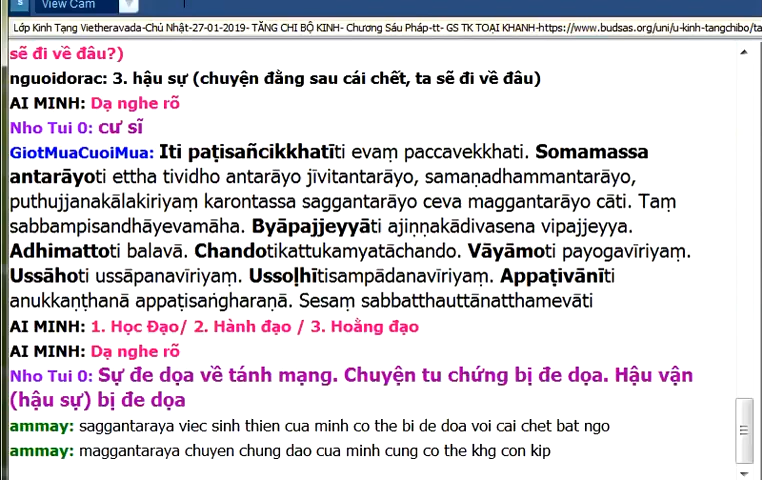 View Cam
Lớp Kinh Tạng Vietheravada-Chủ Nhật-27-01-2019- TĂNG CHI BỘ KINH- Chương Sáu Pháp-tt- GS TK TOẠI KHANH-https://www.budsas.org/uni/u-kinh-tangchibo/ta
sẽ đi về đâu?)
nguoidorac: 3. hậu sự (chuyện đằng sau cái chết, ta sẽ đi về đâu)
AI MINH: Dạ nghe rõ
Nho Tui 0: cư sĩ
GiotMuaCuoiMua: Iti paṭisañcikkhatīti evaṃ paccavekkhati. Somamassa
antarāyoti ettha tividho antarāyo jīvitantarāyo, samaṇadhammantarāyo,
puthujjanakālakiriyaṃ karontassa saggantarāyo ceva maggantarāyo cāti. Taṃ
sabbampisandhāyevamāha. Byāpajjeyyāti ajiṇṇakādivasena vipajjeyya.
Adhimattoti balavā. Chandotikattukamyatāchando. Vāyāmoti payogavīriyaṃ.
Ussāhoti ussāpanavīriyaṃ. Ussoḷhītisampādanavīriyaṃ. Appaṭivānīti
anukkaṇṭhanā appaṭisaṅgharaṇā. Sesaṃ sabbatthauttānatthamevāti
AI MINH: 1. Học Đạo/ 2. Hành đạo / 3. Hoằng đạo
AI MINH: Dạ nghe rõ
Nho Tui 0: Sự đe dọa về tánh mạng. Chuyện tu chứng bị đe dọa. Hậu vận
(hậu sự) bị đe dọa
ammay: saggantaraya viec sinh thien cua minh co the bi de doa voi cai chet bat ngo
ammay: maggantaraya chuyen chung dao cua minh cung co the khg con kip